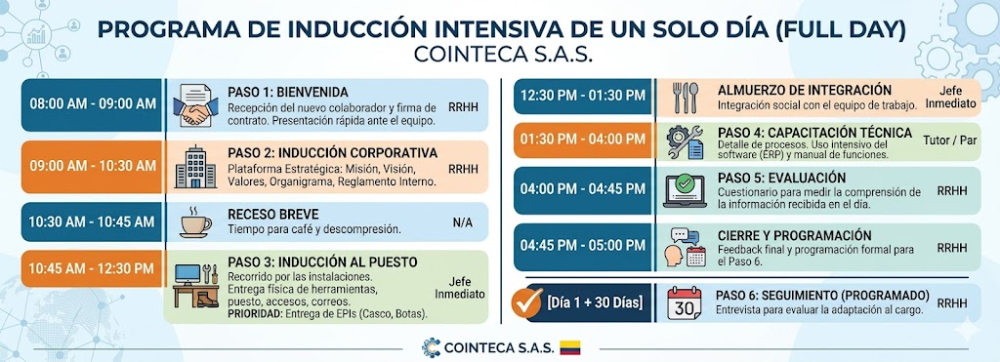 PROGRAMA DE INDUCCIÓN INTENSIVA DE UN SOLO DÍA (FULL DAY)
COINTECA S.A.S.
08:00 AM - 09:00 AM
PASO 1: BIENVENIDA
Recepción del nuevo colaborador y firma de
contrato. Presentación rápida ante el equipo.
RRHH
09:00 AM - 10:30 AM
PASO 2: INDUCCIÓN CORPORATIVA
Plataforma Estratégica: Misión, Visión,
Valores, Organigrama, Reglamento Interno.
RRHH
10:30 AM - 10:45 AM
RECESO BREVE
Tiempo para café y descompresión.
N/A
10:45 AM - 12:30 PM
PASO 3: INDUCCIÓN AL PUESTO
Recorrido por las instalaciones.
Entrega física de herramientas,
puesto, accesos, correos.
PRIORIDAD: Entrega de EPIs (Casco, Botas).
Jefe
Inmediato
12:30 PM - 01:30 PM
ALMUERZO DE INTEGRACIÓN
Integración social con el equipo de trabajo.
Jefe
Inmediato
01:30 PM - 04:00 PM
PASO 4: CAPACITACIÓN TÉCNICA
Detalle de procesos. Uso intensivo del
software (ERP) y manual de funciones.
Tutor / Par
04:00 PM - 04:45 PM
PASO 5: EVALUACIÓN
Cuestionario para medir la comprensión de
la información recibida en el día.
RRHH
04:45 PM - 05:00 PM
CIERRE Y PROGRAMACIÓN
Feedback final y programación formal para
el Paso 6.
RRHH
[Día 1 + 30 Días]
30
PASO 6: SEGUIMIENTO (PROGRAMADO)
Entrevista para evaluar la adaptación al cargo.
RRHH
COINTECA S.A.S.